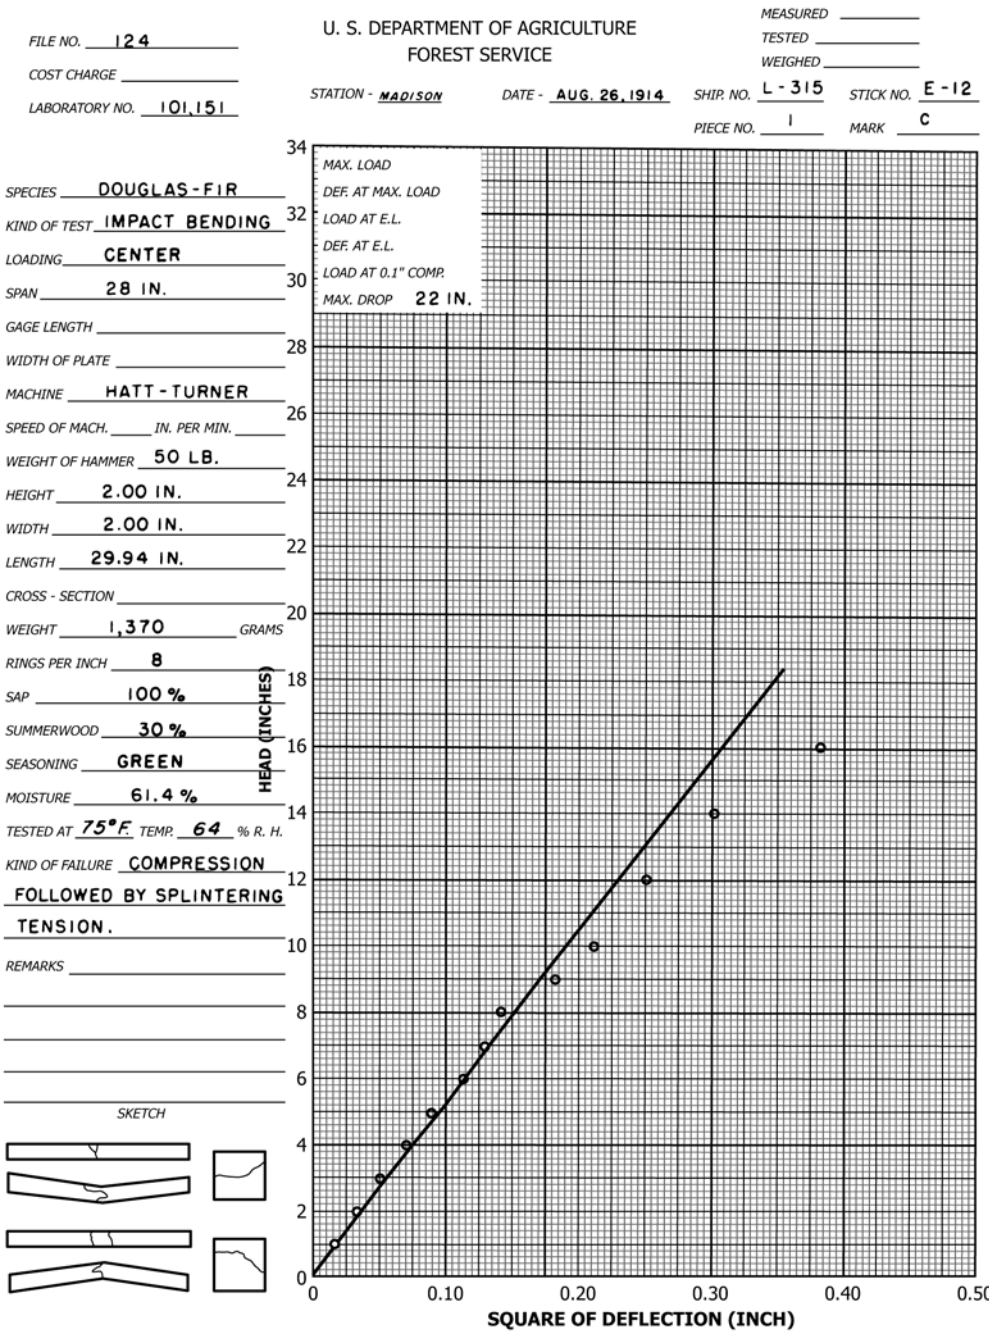 U. S. DEPARTMENT OF AGRICULTURE
FOREST SERVICE
FILE NO. 124
COST CHARGE
LABORATORY NO. 101,151
STATION - MADISON
DATE - AUG. 26, 1914
MEASURED
TESTED
WEIGHED
SHIP. NO. L - 315
STICK NO. E - 12
PIECE NO. 1
MARK C
SPECIES DOUGLAS - FIR
KIND OF TEST IMPACT BENDING
LOADING CENTER
SPAN 28 IN.
GAGE LENGTH
WIDTH OF PLATE
MACHINE HATT - TURNER
SPEED OF MACH. IN. PER MIN.
WEIGHT OF HAMMER 50 LB.
HEIGHT 2.00 IN.
WIDTH 2.00 IN.
LENGTH 29.94 IN.
CROSS - SECTION
WEIGHT 1,370 GRAMS
RINGS PER INCH 8
SAP 100 %
SUMMERWOOD 30 %
SEASONING GREEN
MOISTURE 61.4 %
TESTED AT 75°F. TEMP. 64 % R. H.
KIND OF FAILURE COMPRESSION
FOLLOWED BY SPLINTERING
TENSION.
REMARKS
SKETCH
MAX. LOAD
DEF. AT MAX. LOAD
LOAD AT E.L.
DEF. AT E.L.
LOAD AT 0.1" COMP.
MAX. DROP 22 IN.
HEAD (INCHES)
34
32
30
28
26
24
22
20
18
16
14
12
10
8
6
4
2
0
0 0.10 0.20 0.30 0.40 0.50
SQUARE OF DEFLECTION (INCH)